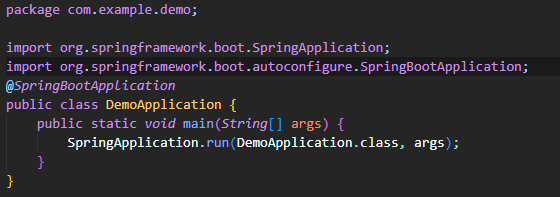 package com.example.demo;
import org.springframework.boot.SpringApplication;
import org.springframework.boot.autoconfigure.SpringBootApplication;
@SpringBootApplication
public class DemoApplication {
    public static void main(String[] args) {
        SpringApplication.run(DemoApplication.class, args);
    }
}